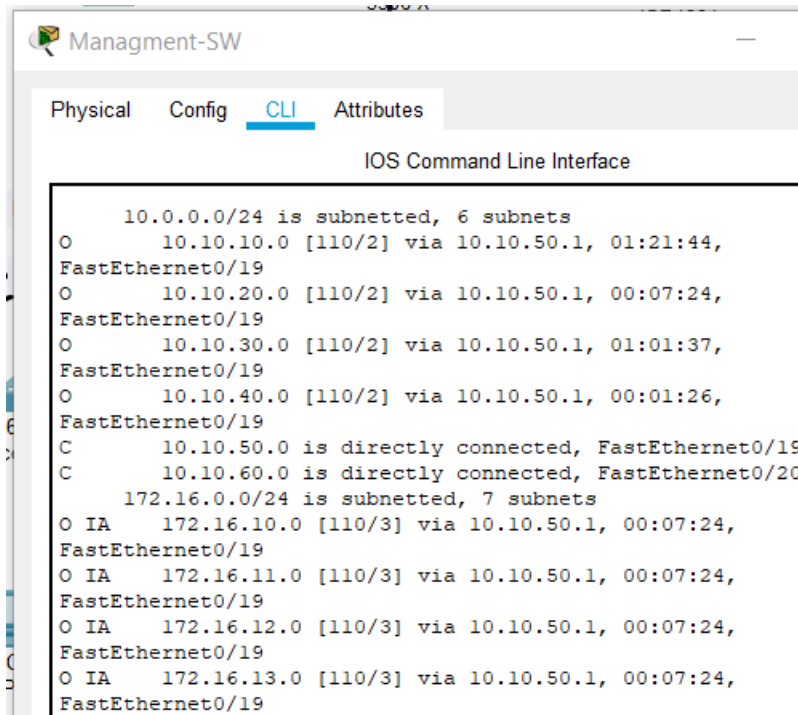 Managment-SW
Physical Config CLI Attributes
IOS Command Line Interface
10.0.0.0/24 is subnetted, 6 subnets
O 10.10.10.0 [110/2] via 10.10.50.1, 01:21:44,
FastEthernet0/19
O 10.10.20.0 [110/2] via 10.10.50.1, 00:07:24,
FastEthernet0/19
O 10.10.30.0 [110/2] via 10.10.50.1, 01:01:37,
FastEthernet0/19
O 10.10.40.0 [110/2] via 10.10.50.1, 00:01:26,
FastEthernet0/19
C 10.10.50.0 is directly connected, FastEthernet0/19
C 10.10.60.0 is directly connected, FastEthernet0/20
172.16.0.0/24 is subnetted, 7 subnets
O IA 172.16.10.0 [110/3] via 10.10.50.1, 00:07:24,
FastEthernet0/19
O IA 172.16.11.0 [110/3] via 10.10.50.1, 00:07:24,
FastEthernet0/19
O IA 172.16.12.0 [110/3] via 10.10.50.1, 00:07:24,
FastEthernet0/19
O IA 172.16.13.0 [110/3] via 10.10.50.1, 00:07:24,
FastEthernet0/19